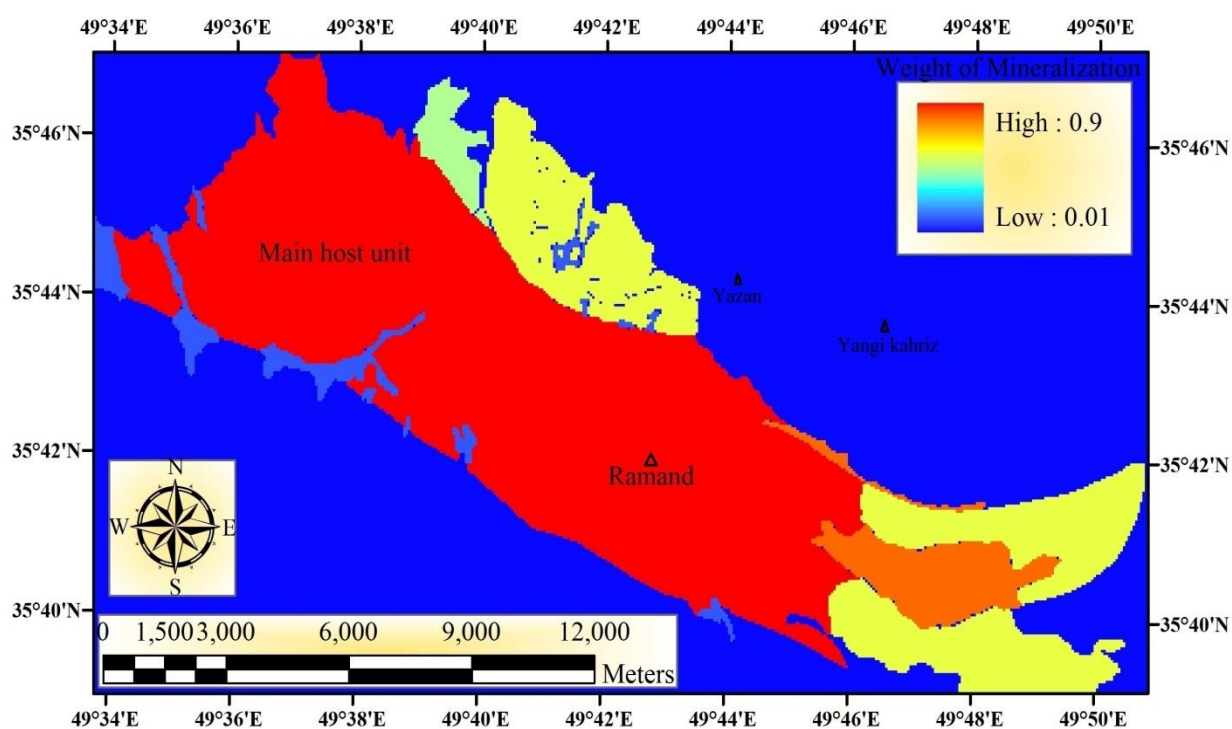 49°34'E 49°36'E 49°38'E 49°40'E 49°42'E 49°44'E 49°46'E 49°48'E 49°50'E
Weight of Mineralization
High : 0.9
Low : 0.01
35°46'N 35°46'N
Main host unit
35°44'N 35°44'N
Yazan
Yangi kahriz
35°42'N 35°42'N
Ramand
N
W E
S
35°40'N 35°40'N
0 1,500 3,000 6,000 9,000 12,000
Meters
49°34'E 49°36'E 49°38'E 49°40'E 49°42'E 49°44'E 49°46'E 49°48'E 49°50'E